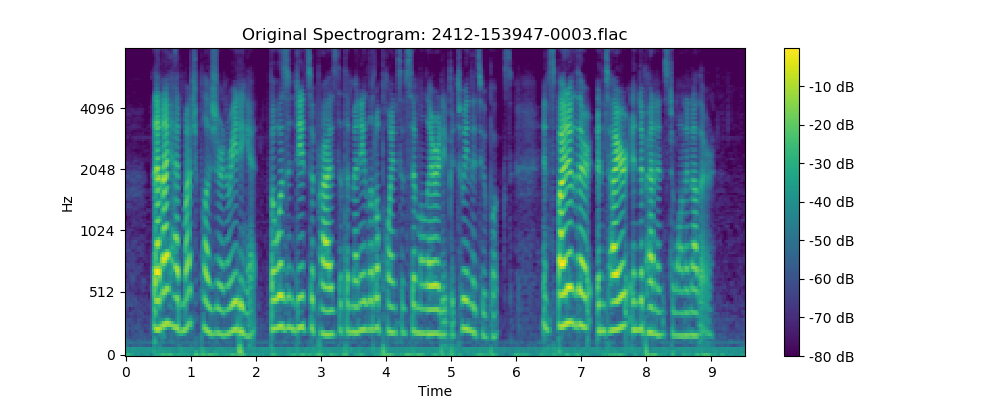 Original Spectrogram: 2412-153947-0003.flac
Hz
4096
2048
1024
512
0
0 1 2 3 4 5 6 7 8 9
Time
-10 dB
-20 dB
-30 dB
-40 dB
-50 dB
-60 dB
-70 dB
-80 dB